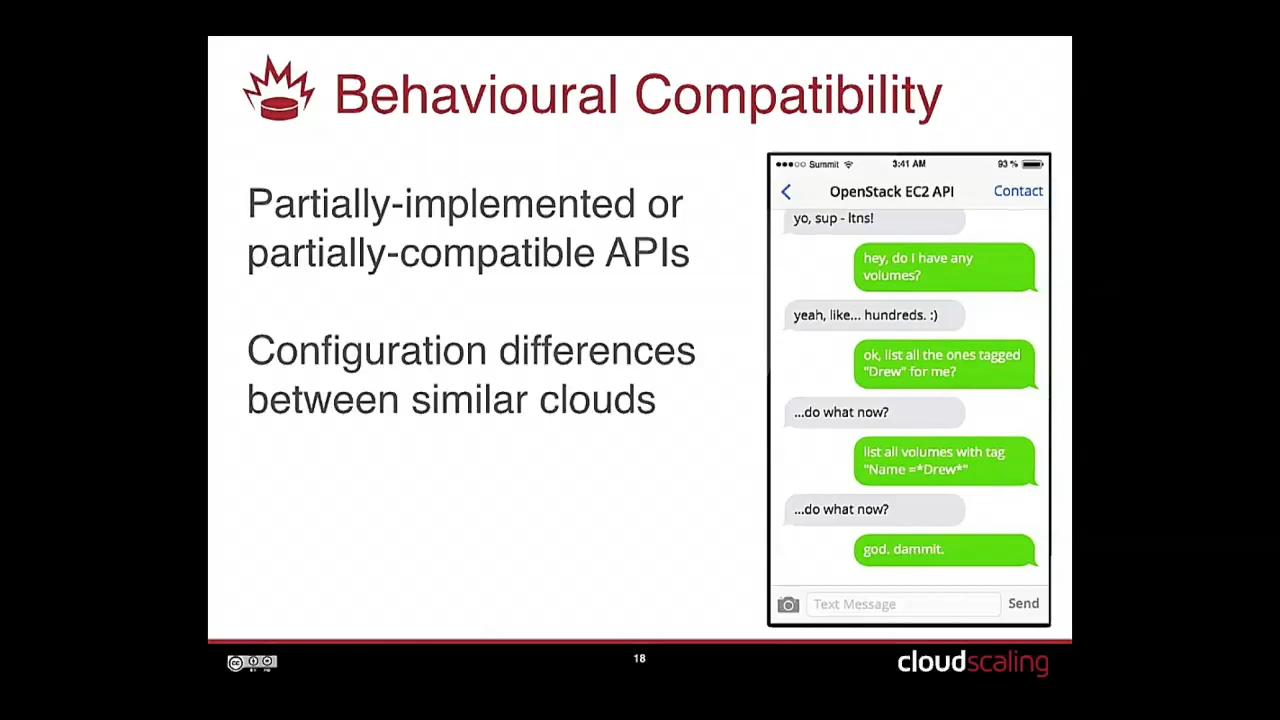 Behavioural Compatibility
Partially-implemented or
partially-compatible APIs
Configuration differences
between similar clouds
Summit
3:41 AM
93 %
OpenStack EC2 API
Contact
yo, sup - ltns!
hey, do I have any
volumes?
yeah, like... hundreds. :)
ok, list all the ones tagged
"Drew" for me?
...do what now?
list all volumes with tag
"Name =*Drew*"
...do what now?
god. dammit.
Text Message
Send
cc
18
cloudscaling